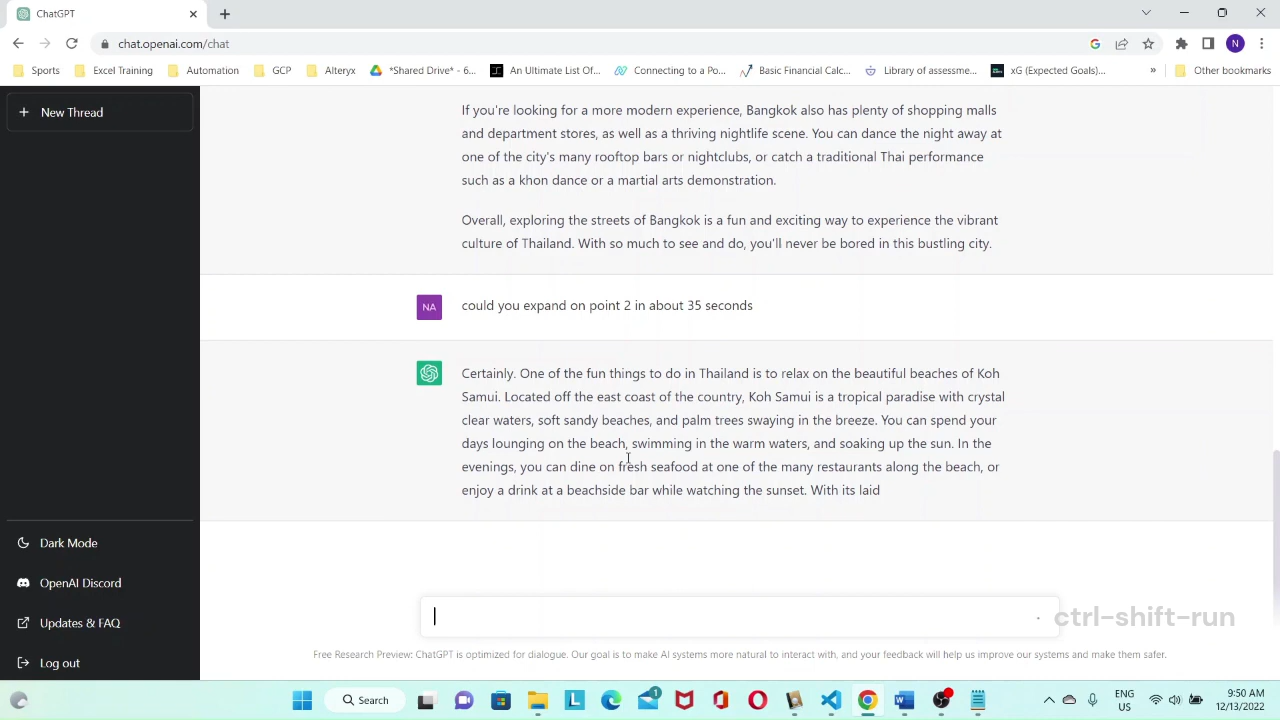 ChatGPT
chat.openai.com/chat
N
Sports
Excel Training
Automation
GCP
Alteryx
*Shared Drive* - 6...
An Ultimate List Of...
Connecting to a Po...
Basic Financial Calc...
Library of assessme...
xG (Expected Goals)...
»
Other bookmarks
New Thread
If you're looking for a more modern experience, Bangkok also has plenty of shopping malls
and department stores, as well as a thriving nightlife scene. You can dance the night away at
one of the city's many rooftop bars or nightclubs, or catch a traditional Thai performance
such as a khon dance or a martial arts demonstration.
Overall, exploring the streets of Bangkok is a fun and exciting way to experience the vibrant
culture of Thailand. With so much to see and do, you'll never be bored in this bustling city.
NA
could you expand on point 2 in about 35 seconds
Certainly. One of the fun things to do in Thailand is to relax on the beautiful beaches of Koh
Samui. Located off the east coast of the country, Koh Samui is a tropical paradise with crystal
clear waters, soft sandy beaches, and palm trees swaying in the breeze. You can spend your
days lounging on the beach, swimming in the warm waters, and soaking up the sun. In the
evenings, you can dine on fresh seafood at one of the many restaurants along the beach, or
enjoy a drink at a beachside bar while watching the sunset. With its laid
Dark Mode
OpenAI Discord
Updates & FAQ
Log out
ctrl-shift-run
Free Research Preview: ChatGPT is optimized for dialogue. Our goal is to make AI systems more natural to interact with, and your feedback will help us improve our systems and make them safer.
Search
1
ENG
US
9:50 AM
12/13/2022